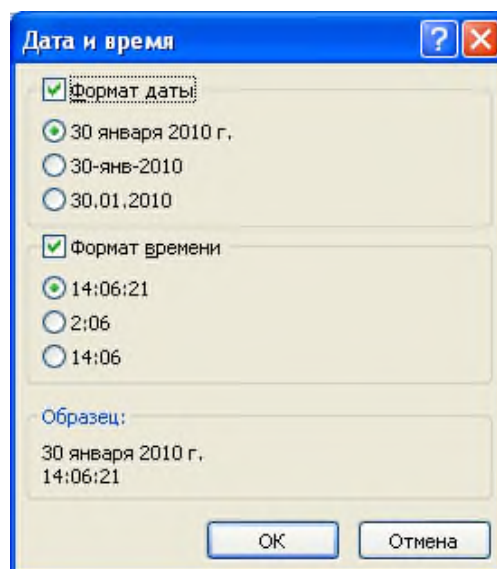 Дата и время
Формат даты
30 января 2010 г.
30-янв-2010
30.01.2010
Формат времени
14:06:21
2:06
14:06
Образец:
30 января 2010 г.
14:06:21
ОК
Отмена